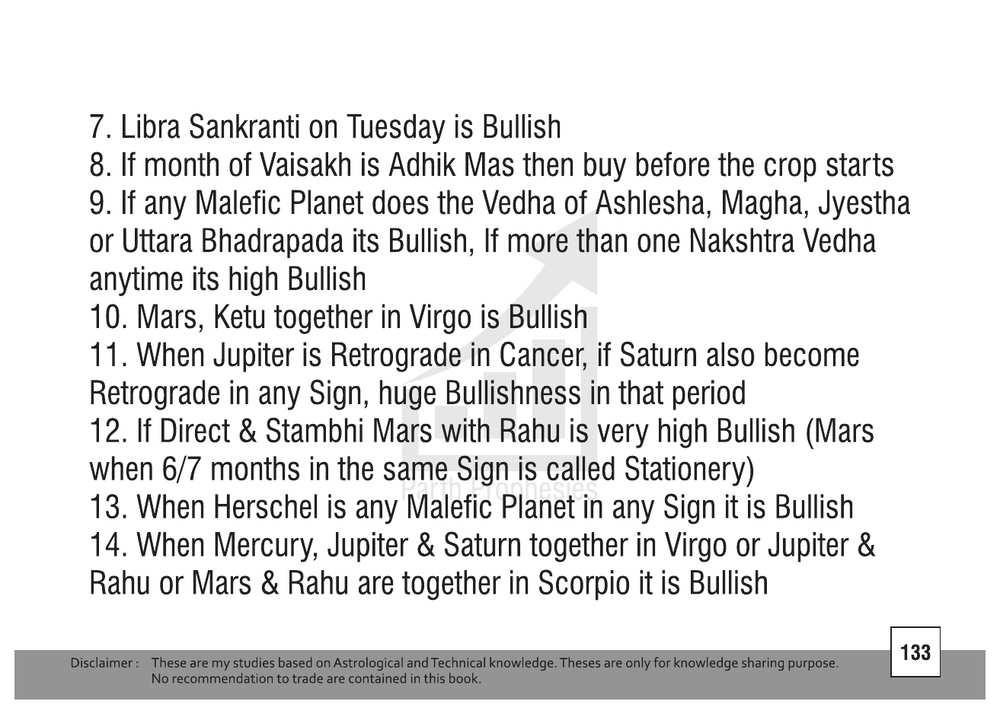 7. Libra Sankranti on Tuesday is Bullish
8. If month of Vaisakh is Adhik Mas then buy before the crop starts
9. If any Malefic Planet does the Vedha of Ashlesha, Magha, Jyestha
or Uttara Bhadrapada its Bullish, If more than one Nakshtra Vedha
anytime its high Bullish
10. Mars, Ketu together in Virgo is Bullish
11. When Jupiter is Retrograde in Cancer, if Saturn also become
Retrograde in any Sign, huge Bullishness in that period
12. If Direct & Stambhi Mars with Rahu is very high Bullish (Mars
when 6/7 months in the same Sign is called Stationery)
Parth Prophesies
13. When Herschel is any Malefic Planet in any Sign it is Bullish
14. When Mercury, Jupiter & Saturn together in Virgo or Jupiter &
Rahu or Mars & Rahu are together in Scorpio it is Bullish
133
Disclaimer : These are my studies based on Astrological and Technical knowledge. Theses are only for knowledge sharing purpose.
No recommendation to trade are contained in this book.